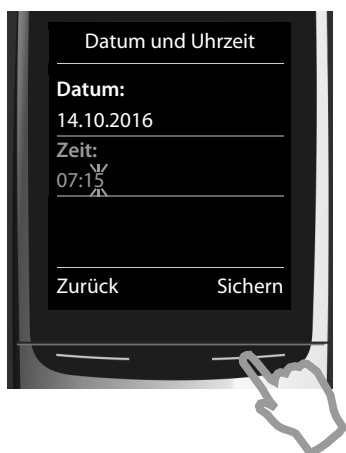 Datum und Uhrzeit
Datum:
14.10.2016
Zeit:
07:15
Zurück Sichern